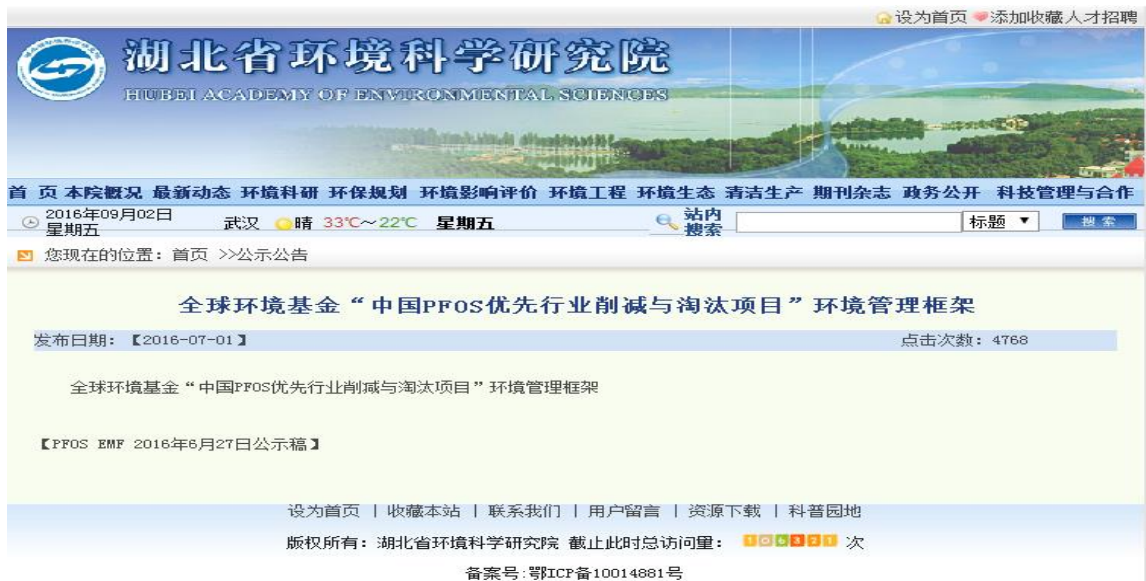 设为首页 添加收藏 人才招聘
湖北省环境科学研究院
HUBEI ACADEMY OF ENVIRONMENTAL SCIENCES
首 页 本院概况 最新动态 环境科研 环保规划 环境影响评价 环境工程 环境生态 清洁生产 期刊杂志 政务公开 科技管理与合作
2016年09月02日 星期五 武汉 晴 33℃~22℃ 星期五 站内搜索 标题 ▼ 搜索
您现在的位置：首页 >>公示公告
全球环境基金“中国PFOS优先行业削减与淘汰项目”环境管理框架
发布日期：【2016-07-01】 点击次数：4768
全球环境基金“中国PFOS优先行业削减与淘汰项目”环境管理框架
【PFOS EMF 2016年6月27日公示稿】
设为首页 | 收藏本站 | 联系我们 | 用户留言 | 资源下载 | 科普园地
版权所有：湖北省环境科学研究院 截止此时总访问量： 次
备案号:鄂ICP备10014881号